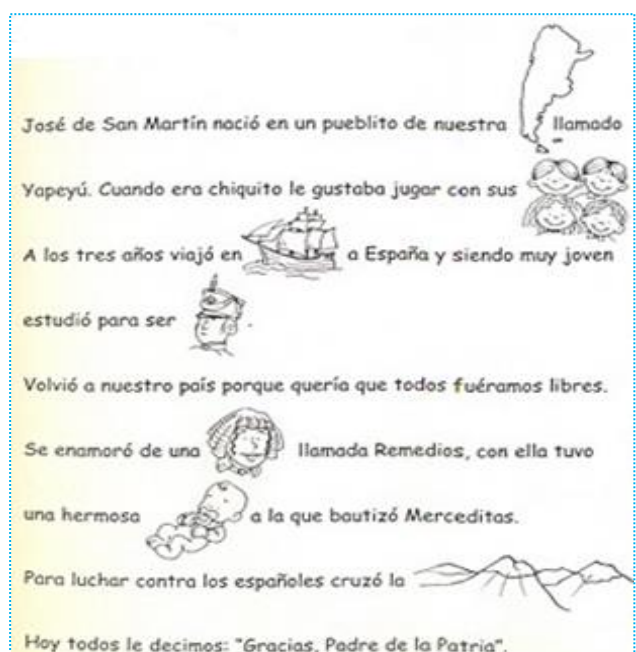 José de San Martín nació en un pueblito de nuestra llamado
Yapeyú. Cuando era chiquito le gustaba jugar con sus
A los tres años viajó en a España y siendo muy joven
estudió para ser .
Volvió a nuestro país porque quería que todos fuéramos libres.
Se enamoró de una llamada Remedios, con ella tuvo
una hermosa a la que bautizó Merceditas.
Para luchar contra los españoles cruzó la
Hoy todos le decimos: "Gracias, Padre de la Patria".